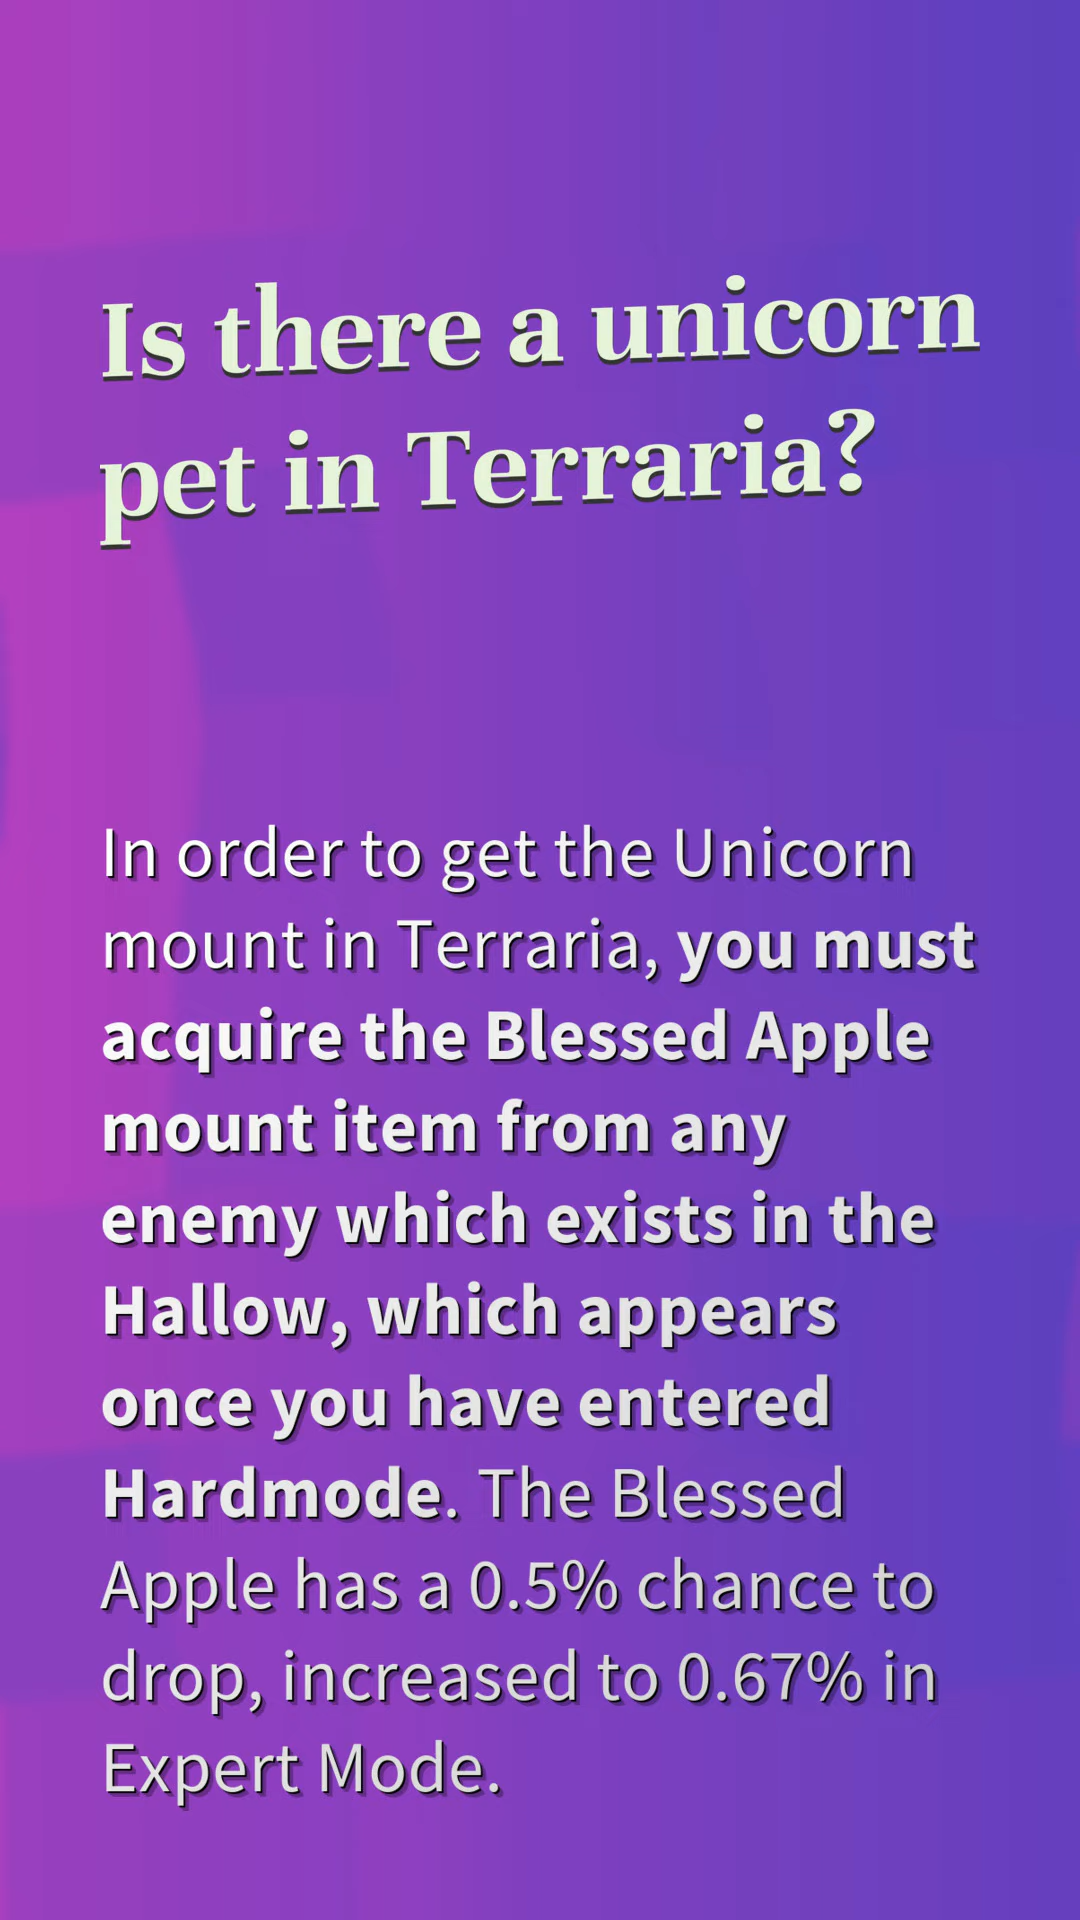 Is there a unicorn
pet in Terraria?
In order to get the Unicorn
mount in Terraria, you must
acquire the Blessed Apple
mount item from any
enemy which exists in the
Hallow, which appears
once you have entered
Hardmode. The Blessed
Apple has a 0.5% chance to
drop, increased to 0.67% in
Expert Mode.